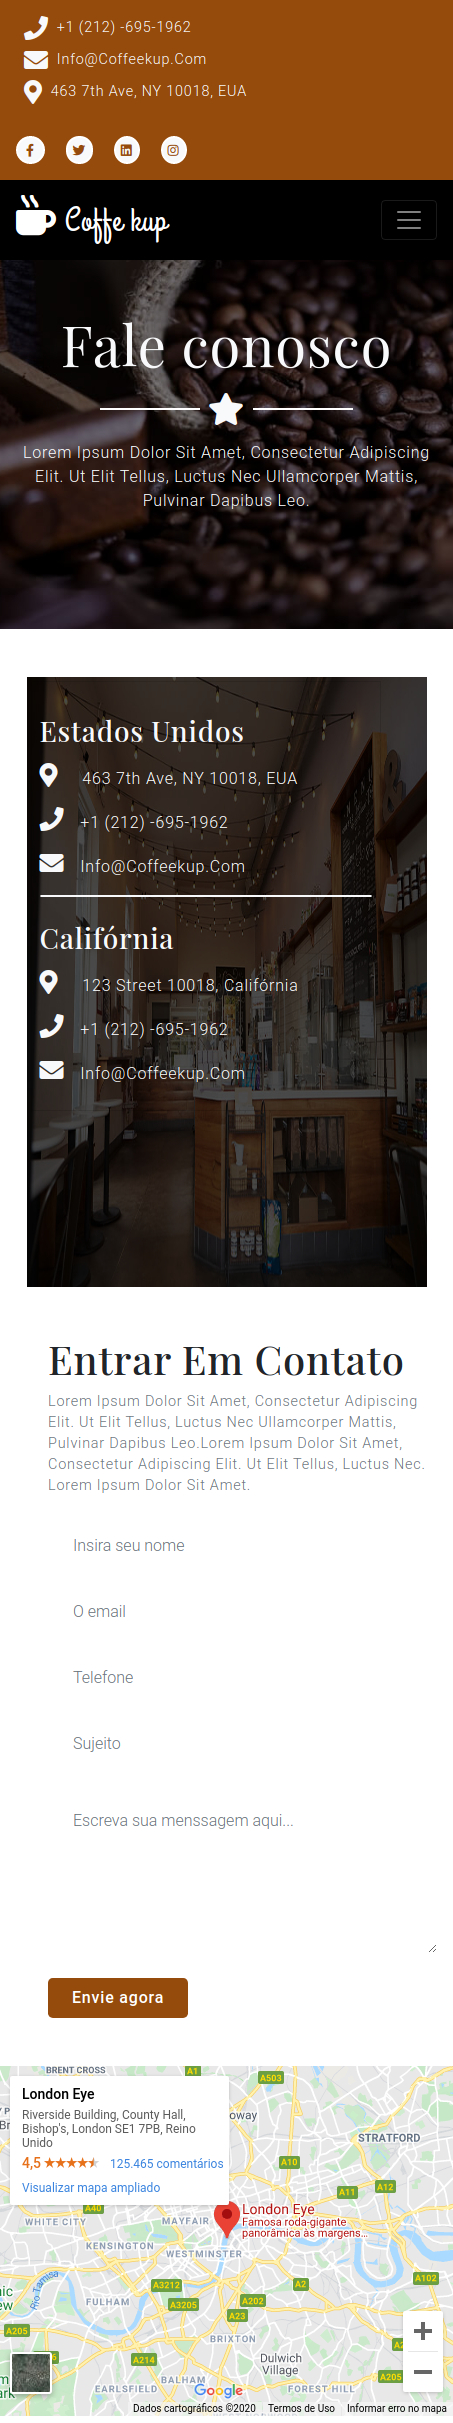 +1 (212) -695-1962
Info@Coffeekup.Com
463 7th Ave, NY 10018, EUA
Coffe kup
Fale conosco
Lorem Ipsum Dolor Sit Amet, Consectetur Adipiscing
Elit. Ut Elit Tellus, Luctus Nec Ullamcorper Mattis,
Pulvinar Dapibus Leo.
Estados Unidos
463 7th Ave, NY 10018, EUA
+1 (212) -695-1962
Info@Coffeekup.Com
Califórnia
123 Street 10018, Califórnia
+1 (212) -695-1962
Info@Coffeekup.Com
Entrar Em Contato
Lorem Ipsum Dolor Sit Amet, Consectetur Adipiscing
Elit. Ut Elit Tellus, Luctus Nec Ullamcorper Mattis,
Pulvinar Dapibus Leo.Lorem Ipsum Dolor Sit Amet,
Consectetur Adipiscing Elit. Ut Elit Tellus, Luctus Nec.
Lorem Ipsum Dolor Sit Amet.
Insira seu nome
O email
Telefone
Sujeito
Escreva sua menssagem aqui...
Envie agora
BRENT CROSS
A1
A503
London Eye
Riverside Building, County Hall,
Bishop's, London SE1 7PB, Reino
Unido
4,5 ★★★★★ 125.465 comentários
Visualizar mapa ampliado
oway
STRATFORD
A10
A12
A11
A40
WHITE CITY
MAYFAIR
London Eye
Famosa roda-gigante
panorâmica às margens...
KENSINGTON
WESTMINSTER
Rio Tamisa
A3212
A2
A102
FULHAM
A3205
A202
A23
A205
BRIXTON
A214
Dulwich
Village
BALHAM
A205
EARLSFIELD
STREATHAM
FOREST HILL
Google
Dados cartográficos ©2020 Termos de Uso Informar erro no mapa